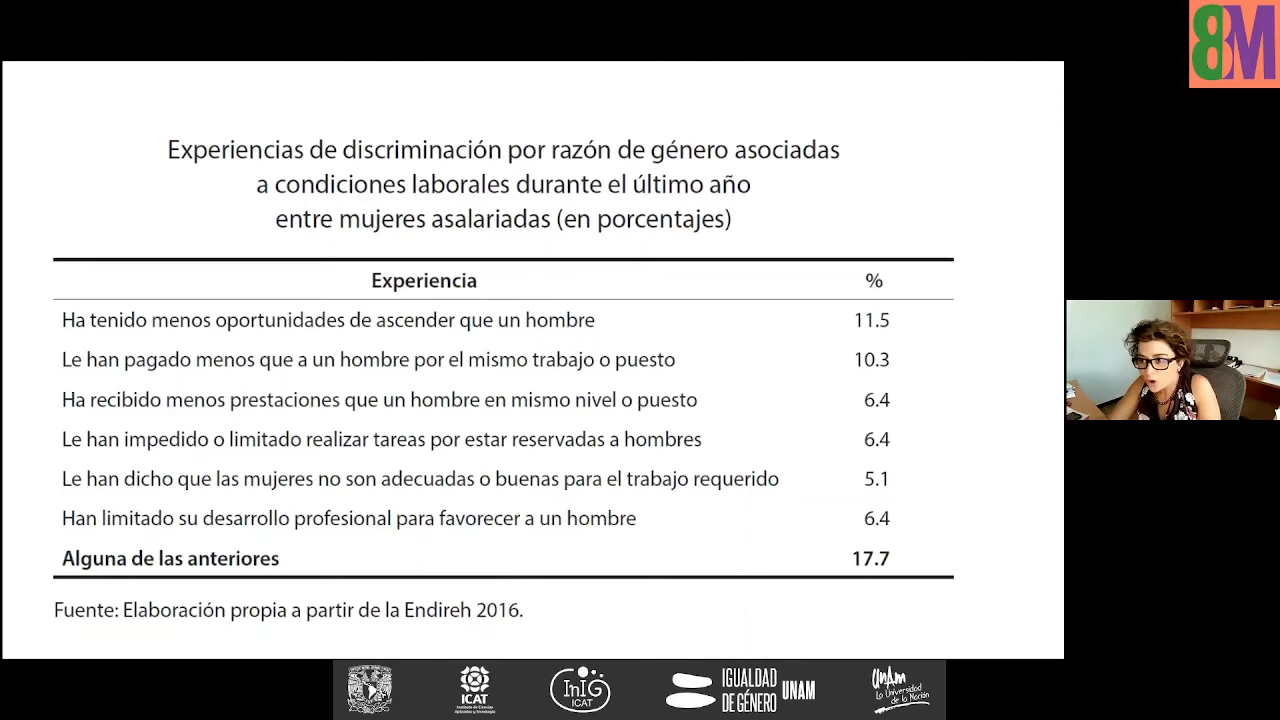 8M
Experiencias de discriminación por razón de género asociadas
a condiciones laborales durante el último año
entre mujeres asalariadas (en porcentajes)
Experiencia %
Ha tenido menos oportunidades de ascender que un hombre 11.5
Le han pagado menos que a un hombre por el mismo trabajo o puesto 10.3
Ha recibido menos prestaciones que un hombre en mismo nivel o puesto 6.4
Le han impedido o limitado realizar tareas por estar reservadas a hombres 6.4
Le han dicho que las mujeres no son adecuadas o buenas para el trabajo requerido 5.1
Han limitado su desarrollo profesional para favorecer a un hombre 6.4
Alguna de las anteriores 17.7
Fuente: Elaboración propia a partir de la Endireh 2016.
ICAT
Instituto de Ciencias
Aplicadas y Tecnología
InIG
ICAT
IGUALDAD
DE GÉNERO UNAM
UNAM
La Universidad
de la Nación